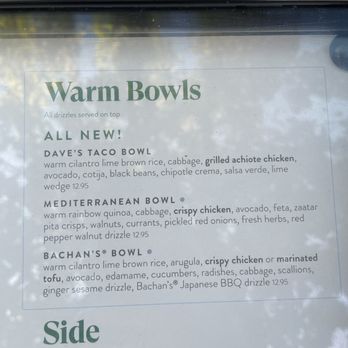 Warm Bowls
All drizzles served on top
ALL NEW!
DAVE'S TACO BOWL
warm cilantro lime brown rice, cabbage, grilled achiote chicken,
avocado, cotija, black beans, chipotle crema, salsa verde, lime
wedge 12.95
MEDITERRANEAN BOWL
warm rainbow quinoa, cabbage, crispy chicken, avocado, feta, zaatar
pita crisps, walnuts, currants, pickled red onions, fresh herbs, red
pepper walnut drizzle 12.95
BACHAN'S® BOWL
warm cilantro lime brown rice, arugula, crispy chicken or marinated
tofu, avocado, edamame, cucumbers, radishes, cabbage, scallions,
ginger sesame drizzle, Bachan's® Japanese BBQ drizzle 12.95
Side